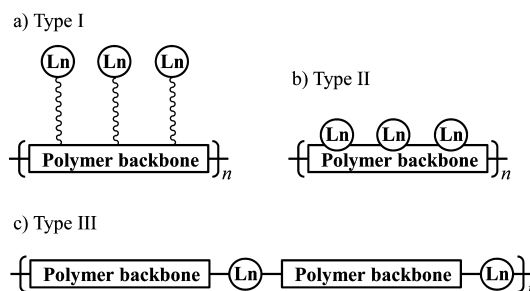 a) Type I
Ln Ln Ln
Polymer backbone
n
b) Type II
Ln Ln Ln
Polymer backbone
n
c) Type III
Polymer backbone Ln Polymer backbone Ln